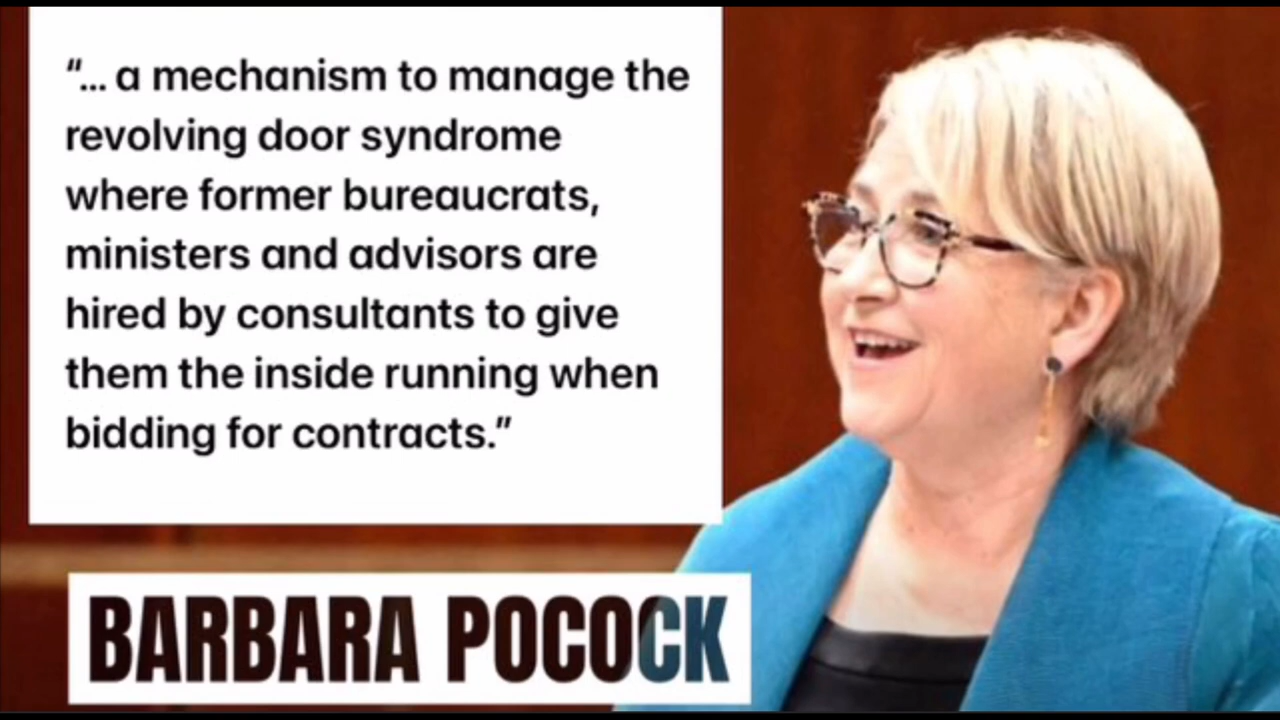 “... a mechanism to manage the
revolving door syndrome
where former bureaucrats,
ministers and advisors are
hired by consultants to give
them the inside running when
bidding for contracts.”
BARBARA POCOCK